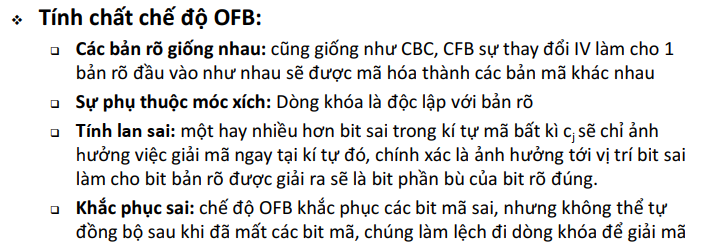 ❖ Tính chất chế độ OFB:
❑ Các bản rõ giống nhau: cũng giống như CBC, CFB sự thay đổi IV làm cho 1
bản rõ đầu vào như nhau sẽ được mã hóa thành các bản mã khác nhau
❑ Sự phụ thuộc móc xích: Dòng khóa là độc lập với bản rõ
❑ Tính lan sai: một hay nhiều hơn bit sai trong kí tự mã bất kì cj sẽ chỉ ảnh
hưởng việc giải mã ngay tại kí tự đó, chính xác là ảnh hưởng tới vị trí bit sai
làm cho bit bản rõ được giải ra sẽ là bit phần bù của bit rõ đúng.
❑ Khắc phục sai: chế độ OFB khắc phục các bit mã sai, nhưng không thể tự
đồng bộ sau khi đã mất các bit mã, chúng làm lệch đi dòng khóa để giải mã